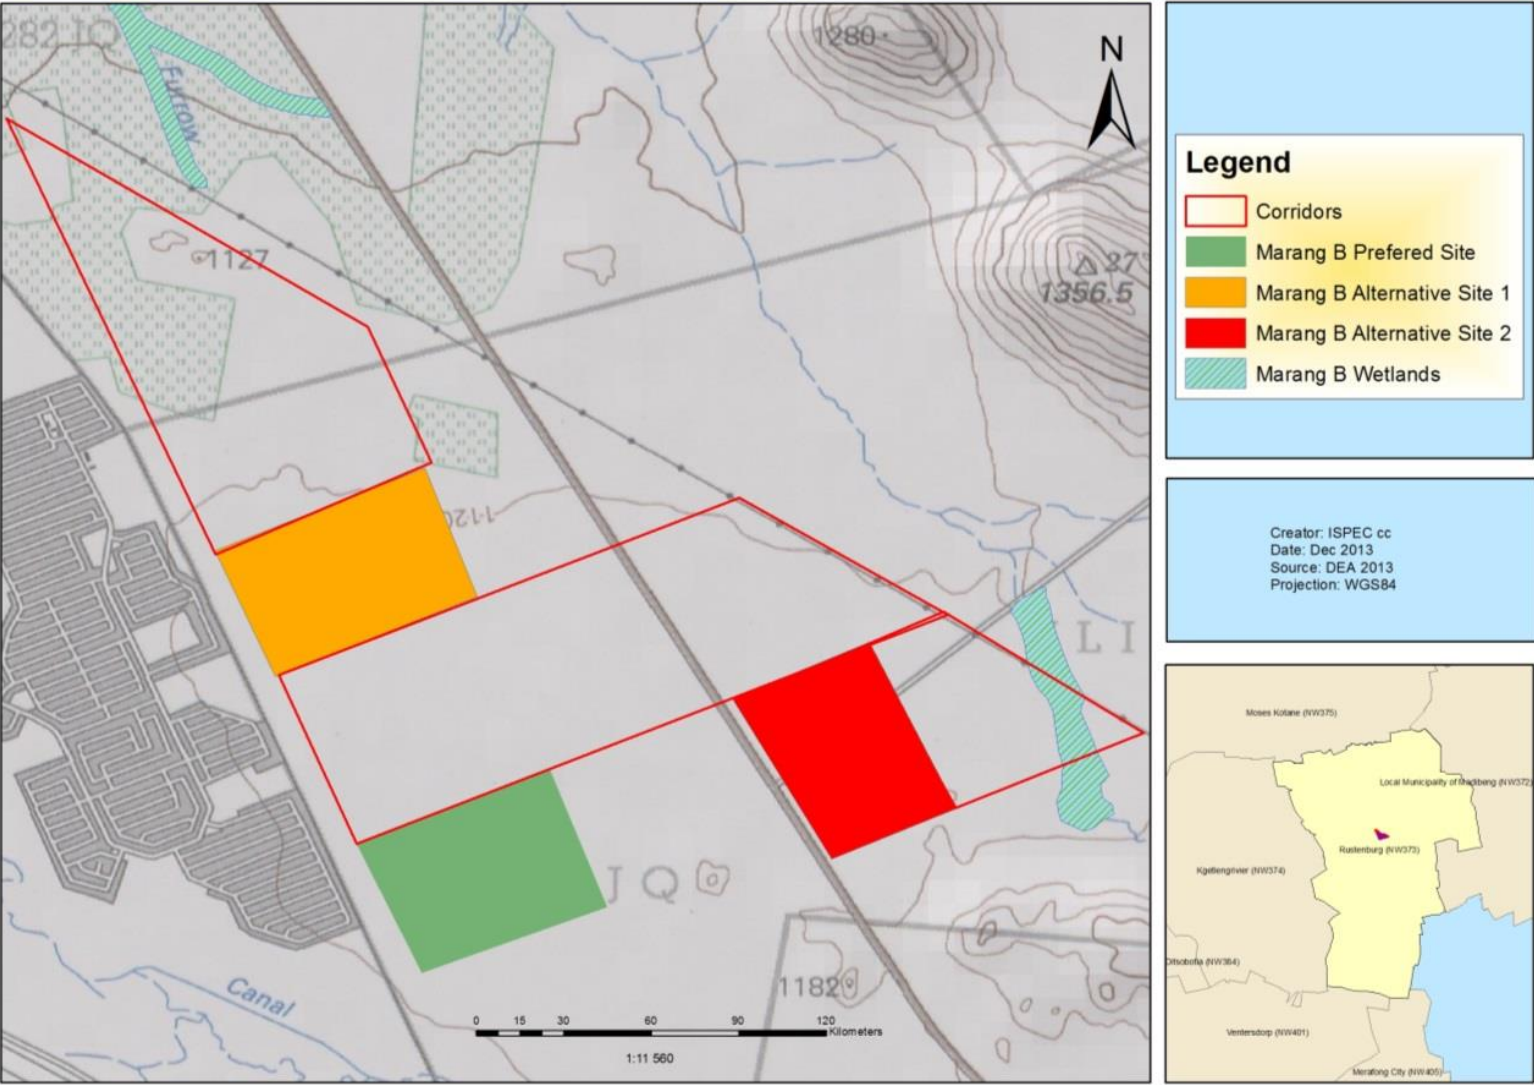 282 JQ
Furrow
1280
N
27
1356.5
1127
1120
L I
J Q
1182
Canal
0 15 30 60 90 120
Kilometers
1:11 560
Legend
Corridors
Marang B Prefered Site
Marang B Alternative Site 1
Marang B Alternative Site 2
Marang B Wetlands
Creator: ISPEC cc
Date: Dec 2013
Source: DEA 2013
Projection: WGS84
Moses Kotane (NW375)
Local Municipality of Madibeng (NW372)
Rustenburg (NW373)
Kgetlengrivier (NW374)
Ditsobotla (NW384)
Ventersdorp (NW401)
Merafong City (NW405)